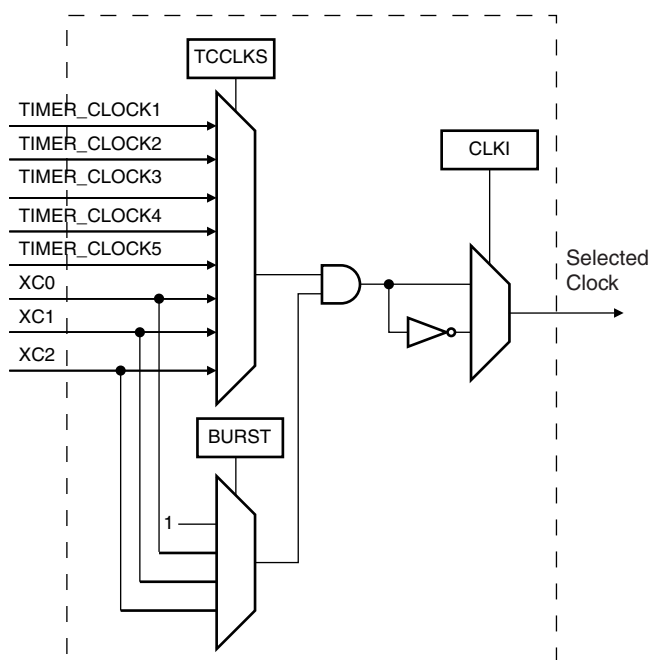 TCCLKS
TIMER_CLOCK1
TIMER_CLOCK2
TIMER_CLOCK3
TIMER_CLOCK4
TIMER_CLOCK5
XC0
XC1
XC2
CLKI
Selected
Clock
BURST
1